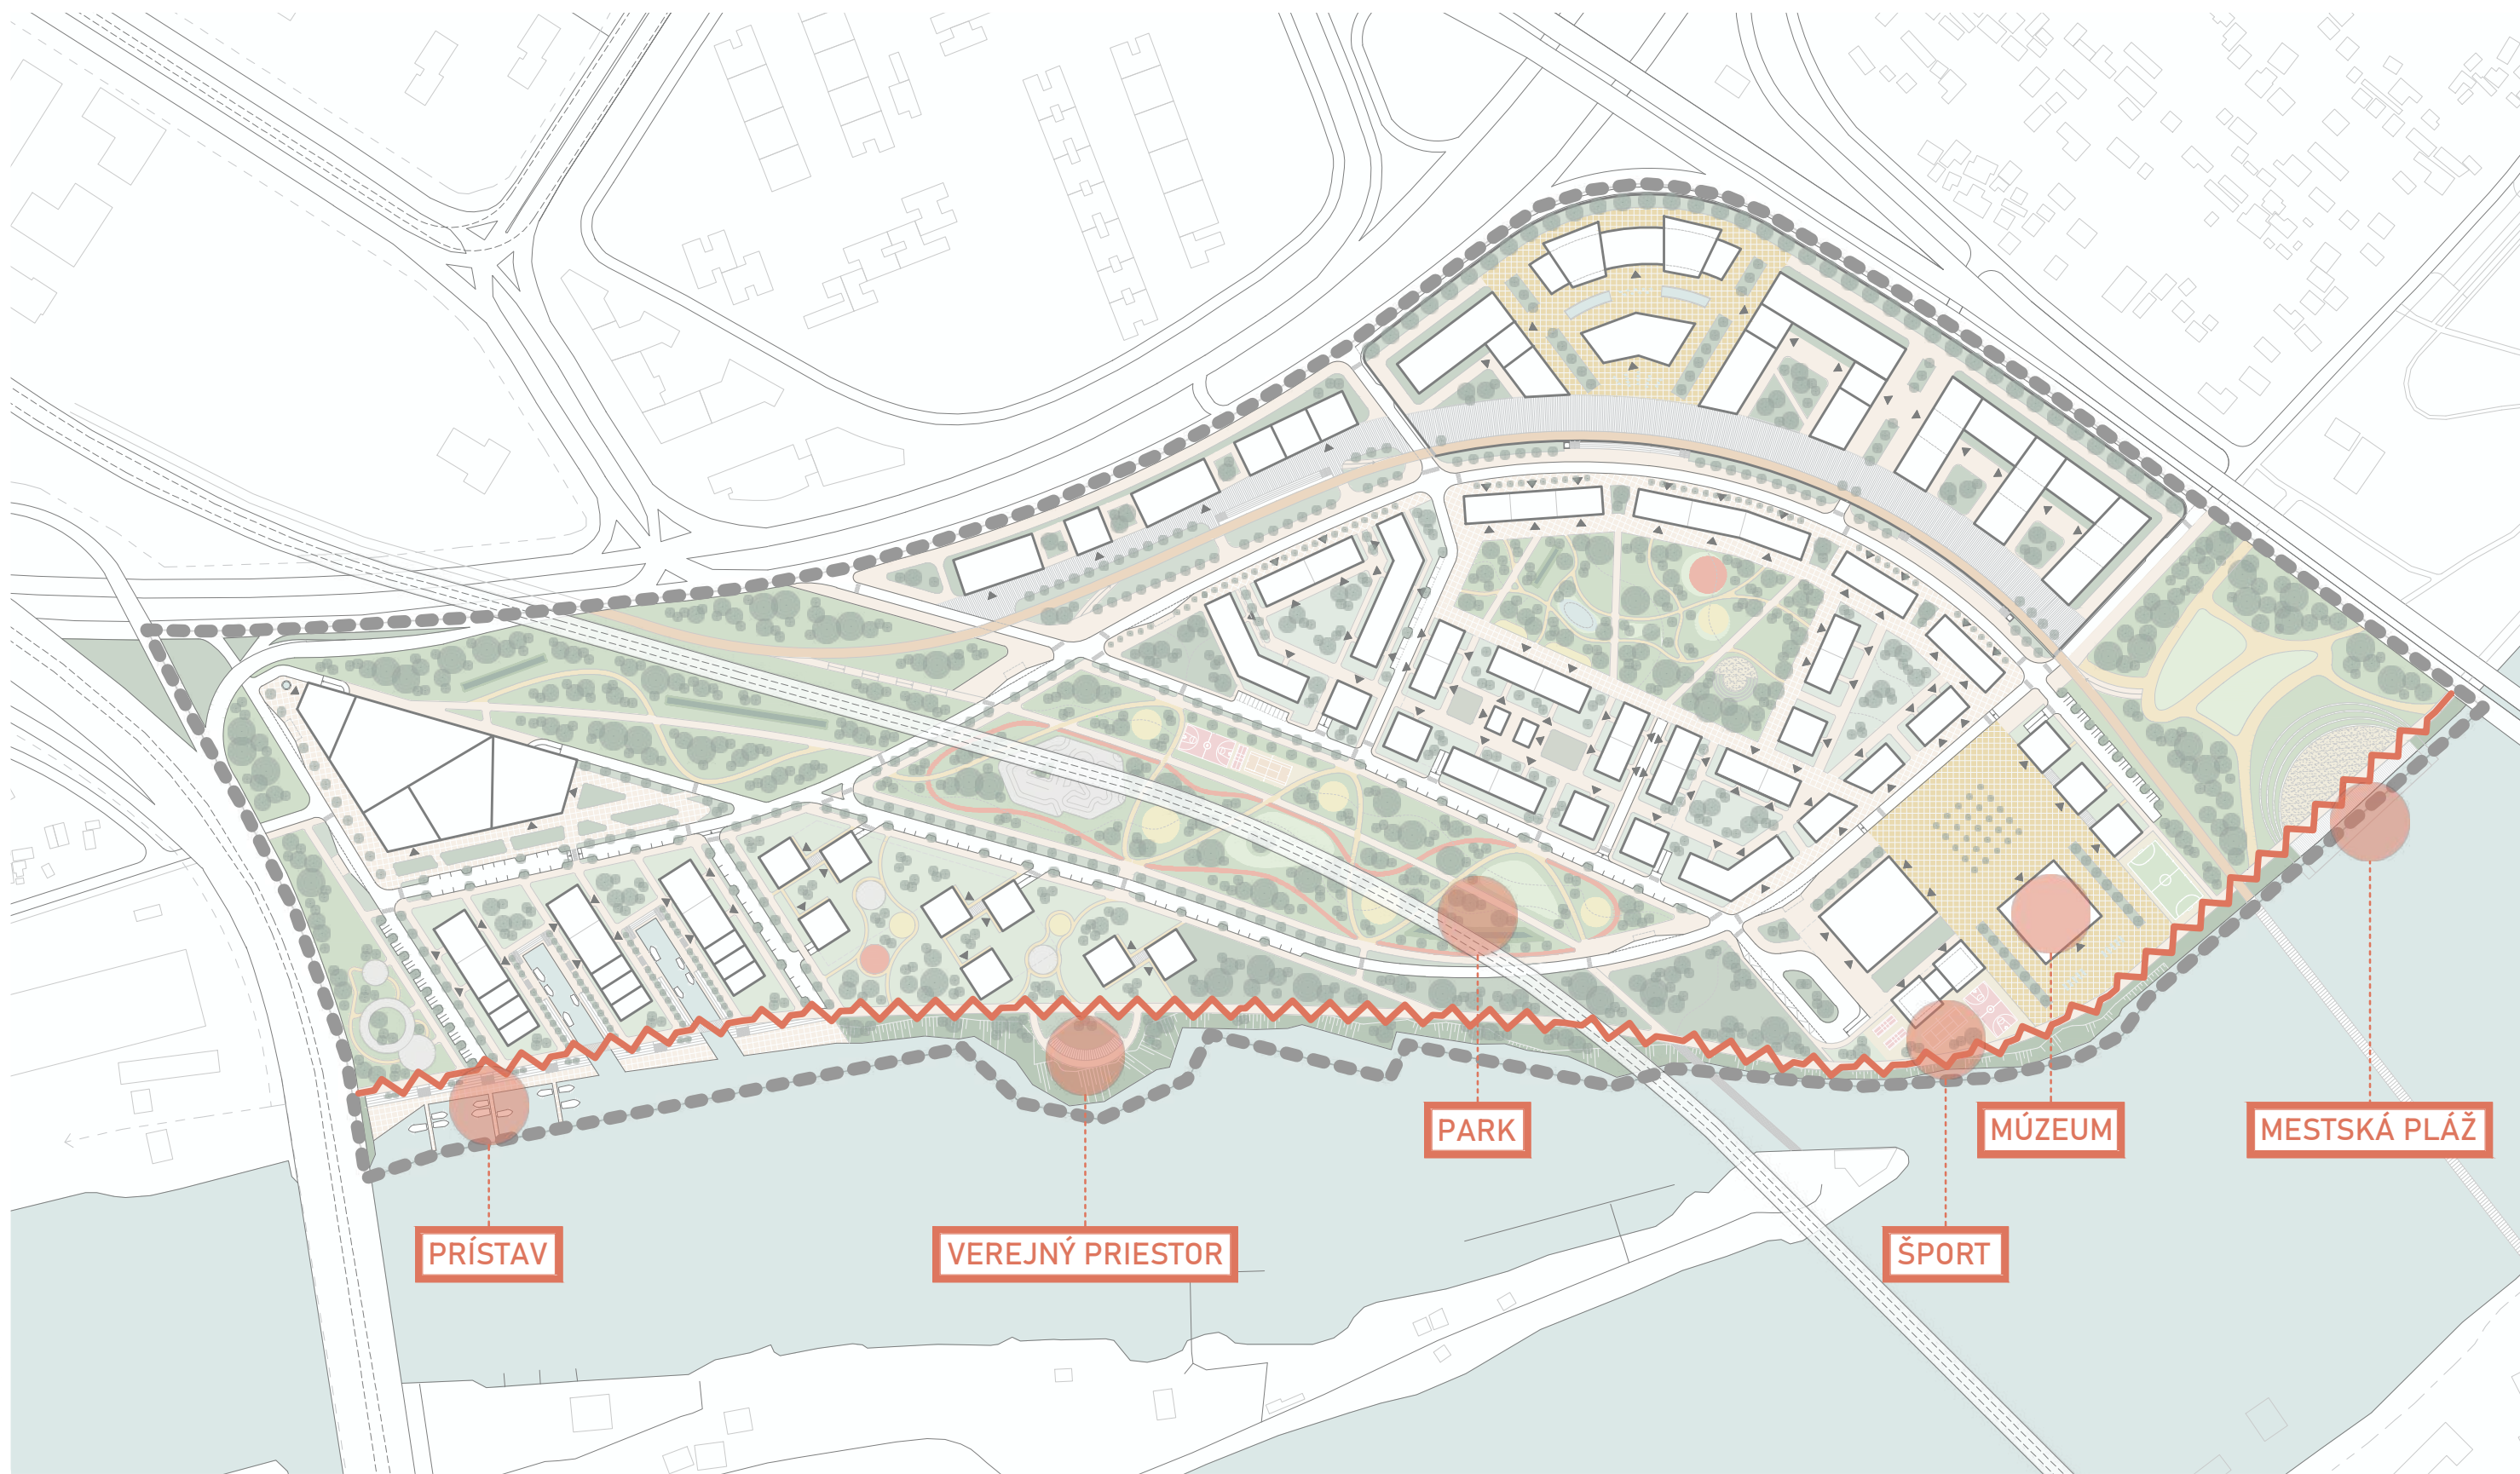 PARK
MÚZEUM
MESTSKÁ PLÁŽ
PRÍSTAV
VEREJNÝ PRIESTOR
ŠPORT